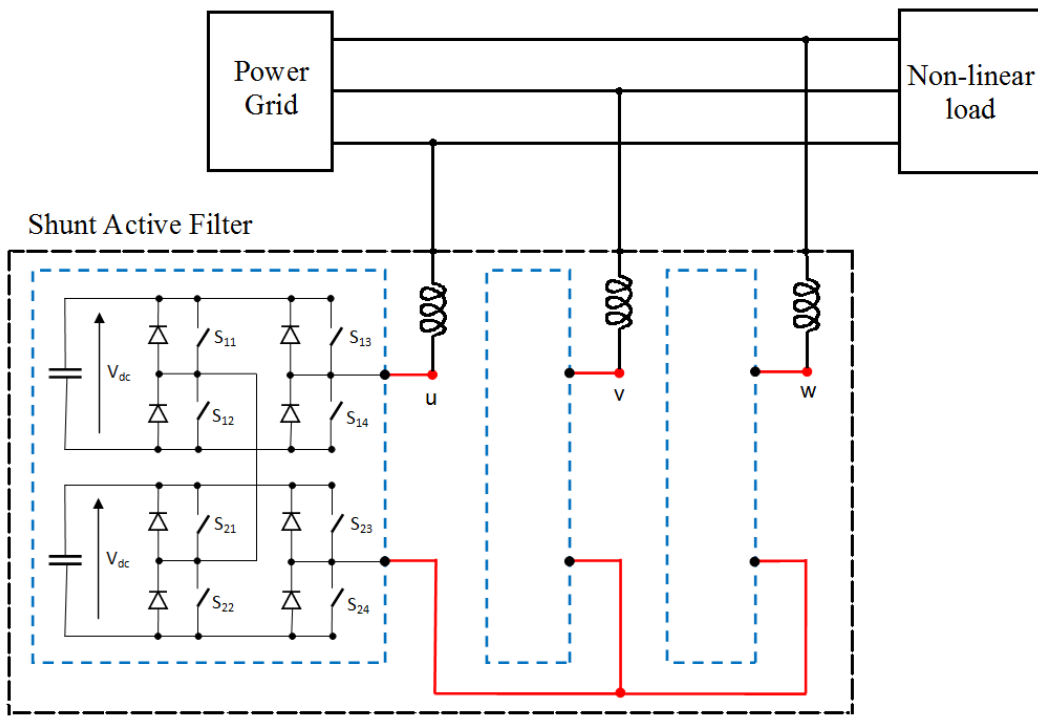 Power
Grid
Non-linear
load
Shunt Active Filter
Vdc
S11
S13
S12
S14
u
v
w
Vdc
S21
S23
S22
S24